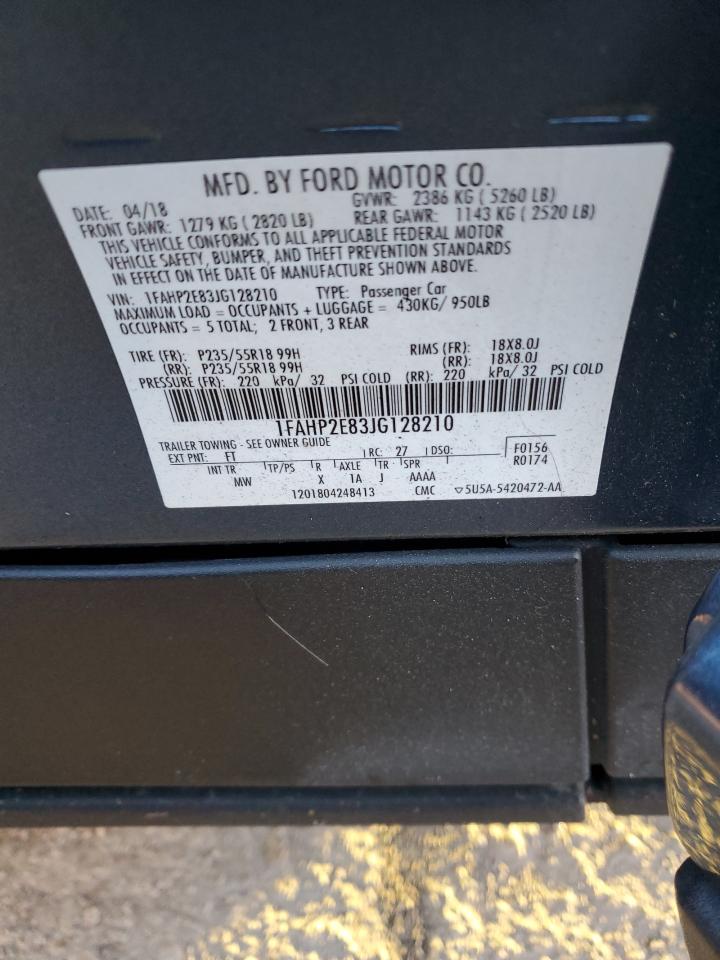 MFD. BY FORD MOTOR CO.
DATE: 04/18 GVWR: 2386 KG ( 5260 LB)
FRONT GAWR: 1279 KG ( 2820 LB) REAR GAWR: 1143 KG ( 2520 LB)
THIS VEHICLE CONFORMS TO ALL APPLICABLE FEDERAL MOTOR
VEHICLE SAFETY, BUMPER, AND THEFT PREVENTION STANDARDS
IN EFFECT ON THE DATE OF MANUFACTURE SHOWN ABOVE.
VIN: 1FAHP2E83JG128210 TYPE: Passenger Car
MAXIMUM LOAD = OCCUPANTS + LUGGAGE = 430KG/ 950LB
OCCUPANTS = 5 TOTAL; 2 FRONT, 3 REAR
TIRE (FR): P235/55R18 99H RIMS (FR): 18X8.0J
(RR): P235/55R18 99H (RR): 18X8.0J
PRESSURE (FR): 220 kPa/ 32 PSI COLD (RR): 220 kPa/ 32 PSI COLD
1FAHP2E83JG128210
TRAILER TOWING - SEE OWNER GUIDE
EXT PNT: FT RC: 27 DSO: F0156
R0174
INT TR TP/PS R AXLE TR SPR
MW X 1A J AAAA
1201804248413 CMC ▽5U5A-5420472-AA